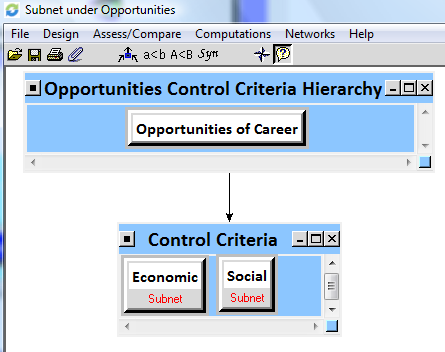 Subnet under Opportunities
File Design Assess/Compare Computations Networks Help
a<b A<B Syn
Opportunities Control Criteria Hierarchy
Opportunities of Career
Control Criteria
Economic Social
Subnet Subnet